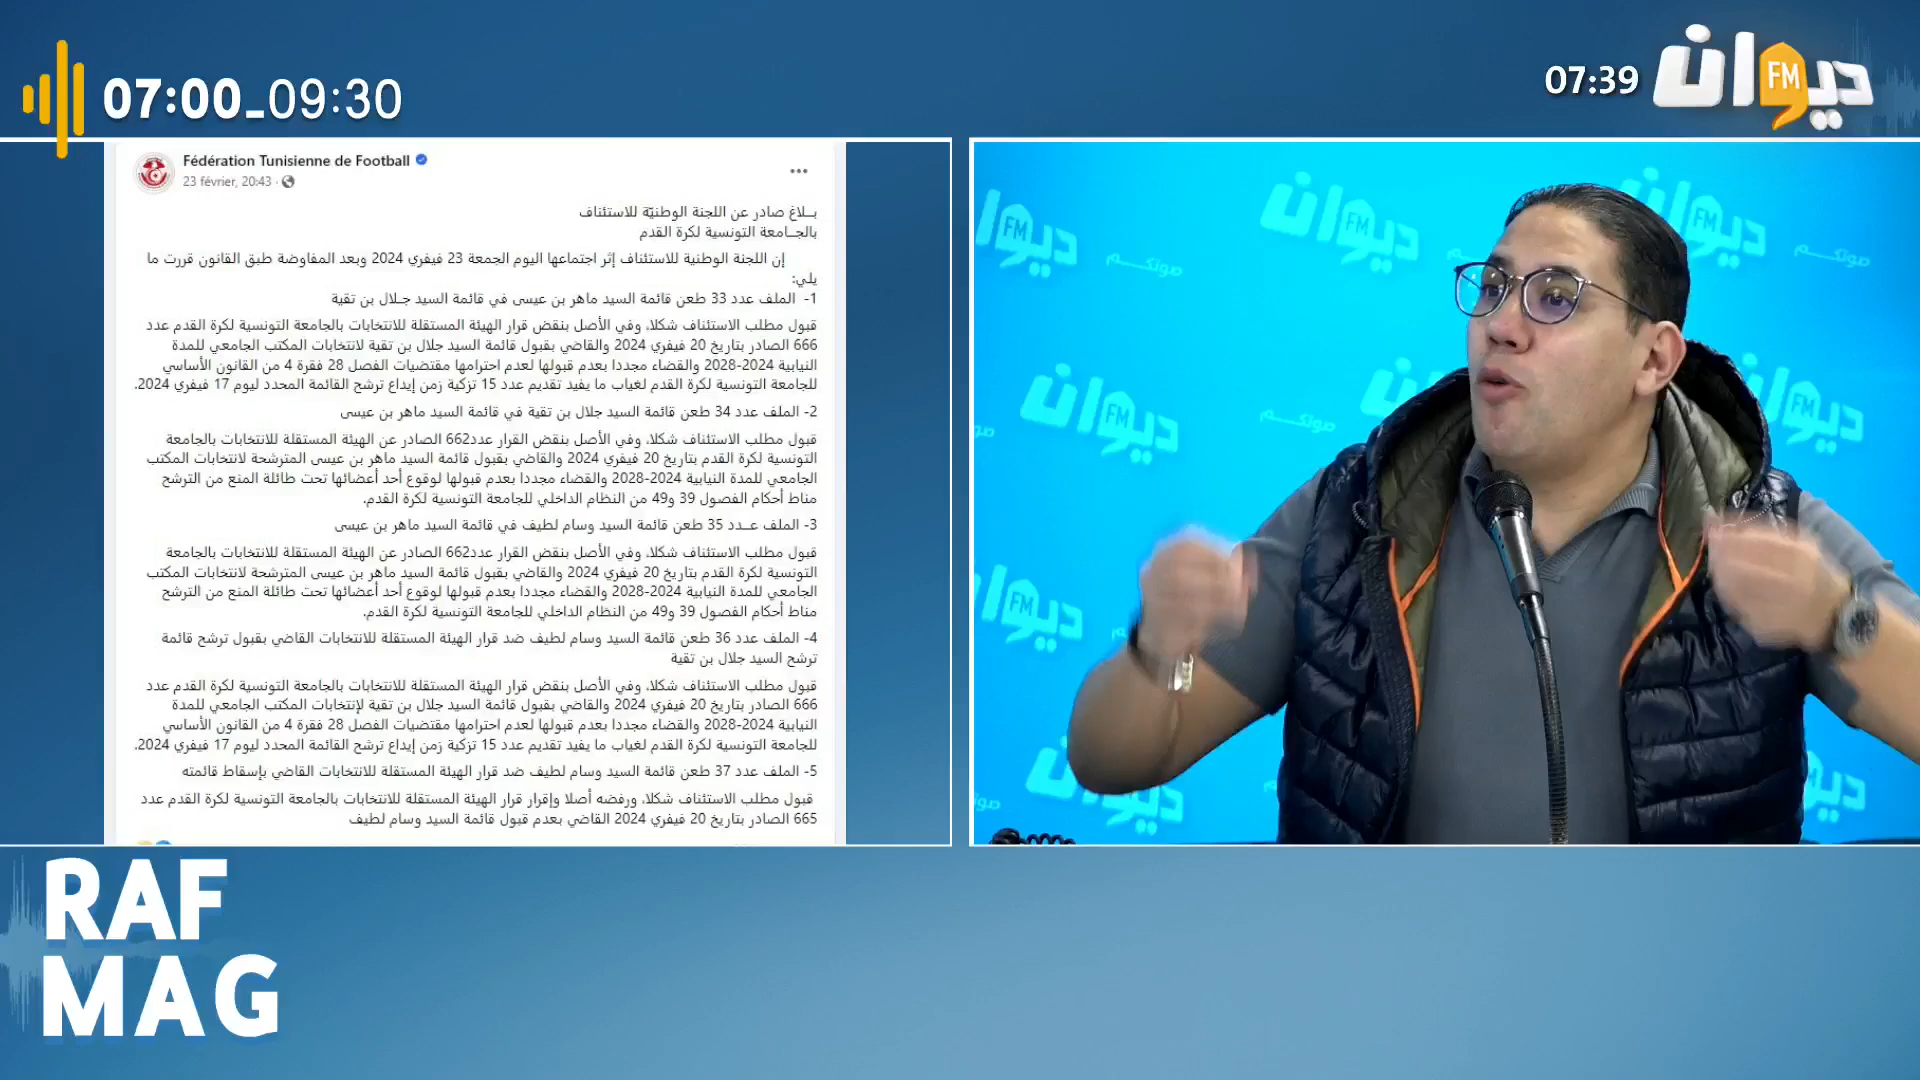 07:00_09:30
07:39
ديوان FM
Fédération Tunisienne de Football
23 février, 20:43
بــلاغ صادر عن اللجنة الوطنيّة للاستئناف
بالجــامعة التونسية لكرة القدم
إن اللجنة الوطنية للاستئناف إثر اجتماعها اليوم الجمعة 23 فيفري 2024 وبعد المفاوضة طبق القانون قررت ما
يلي:
1- الملف عدد 33 طعن قائمة السيد ماهر بن عيسى في قائمة السيد جـلال بن تقية
قبول مطلب الاستئناف شكلا، وفي الأصل بنقض قرار الهيئة المستقلة للانتخابات بالجامعة التونسية لكرة القدم عدد
666 الصادر بتاريخ 20 فيفري 2024 والقاضي بقبول قائمة السيد جلال بن تقية لانتخابات المكتب الجامعي للمدة
النيابية 2024-2028 والقضاء مجددا بعدم قبولها لعدم احترامها مقتضيات الفصل 28 فقرة 4 من القانون الأساسي
للجامعة التونسية لكرة القدم لغياب ما يفيد تقديم عدد 15 تزكية زمن إيداع ترشح القائمة المحدد ليوم 17 فيفري 2024.
2- الملف عدد 34 طعن قائمة السيد جلال بن تقية في قائمة السيد ماهر بن عيسى
قبول مطلب الاستئناف شكلا، وفي الأصل بنقض القرار عدد662 الصادر عن الهيئة المستقلة للانتخابات بالجامعة
التونسية لكرة القدم بتاريخ 20 فيفري 2024 والقاضي بقبول قائمة السيد ماهر بن عيسى المترشحة لانتخابات المكتب
الجامعي للمدة النيابية 2024-2028 والقضاء مجددا بعدم قبولها لوقوع أحد أعضائها تحت طائلة المنع من الترشح
مناط أحكام الفصول 39 و49 من النظام الداخلي للجامعة التونسية لكرة القدم.
3- الملف عــدد 35 طعن قائمة السيد وسام لطيف في قائمة السيد ماهر بن عيسى
قبول مطلب الاستئناف شكلا، وفي الأصل بنقض القرار عدد662 الصادر عن الهيئة المستقلة للانتخابات بالجامعة
التونسية لكرة القدم بتاريخ 20 فيفري 2024 والقاضي بقبول قائمة السيد ماهر بن عيسى المترشحة لانتخابات المكتب
الجامعي للمدة النيابية 2024-2028 والقضاء مجددا بعدم قبولها لوقوع أحد أعضائها تحت طائلة المنع من الترشح
مناط أحكام الفصول 39 و49 من النظام الداخلي للجامعة التونسية لكرة القدم.
4- الملف عدد 36 طعن قائمة السيد وسام لطيف ضد قرار الهيئة المستقلة للانتخابات القاضي بقبول ترشح قائمة
ترشح السيد جلال بن تقية
قبول مطلب الاستئناف شكلا، وفي الأصل بنقض قرار الهيئة المستقلة للانتخابات بالجامعة التونسية لكرة القدم عدد
666 الصادر بتاريخ 20 فيفري 2024 والقاضي بقبول قائمة السيد جلال بن تقية لإنتخابات المكتب الجامعي للمدة
النيابية 2024-2028 والقضاء مجددا بعدم قبولها لعدم احترامها مقتضيات الفصل 28 فقرة 4 من القانون الأساسي
للجامعة التونسية لكرة القدم لغياب ما يفيد تقديم عدد 15 تزكية زمن إيداع ترشح القائمة المحدد ليوم 17 فيفري 2024.
5- الملف عدد 37 طعن قائمة السيد وسام لطيف ضد قرار الهيئة المستقلة للانتخابات القاضي بإسقاط قائمته
قبول مطلب الاستئناف شكلا، ورفضه أصلا وإقرار قرار الهيئة المستقلة للانتخابات بالجامعة التونسية لكرة القدم عدد
665 الصادر بتاريخ 20 فيفري 2024 القاضي بعدم قبول قائمة السيد وسام لطيف
ديوان FM
ديوان FM صوتكم
ديوان FM صوتكم
ديوان FM صوتكم
ديوان FM
ديوان FM
RAF
MAG